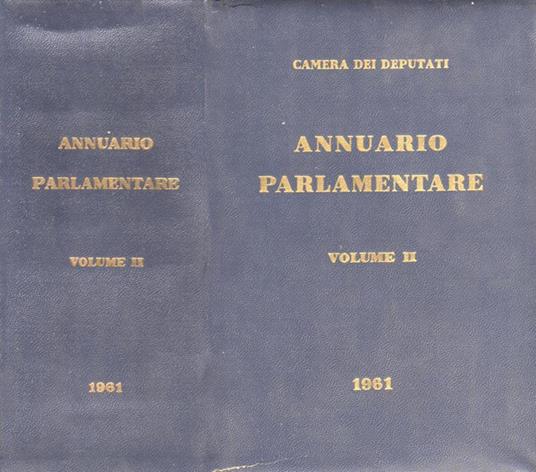 ANNUARIO
PARLAMENTARE
VOLUME II
1961
CAMERA DEI DEPUTATI
ANNUARIO
PARLAMENTARE
VOLUME II
1961